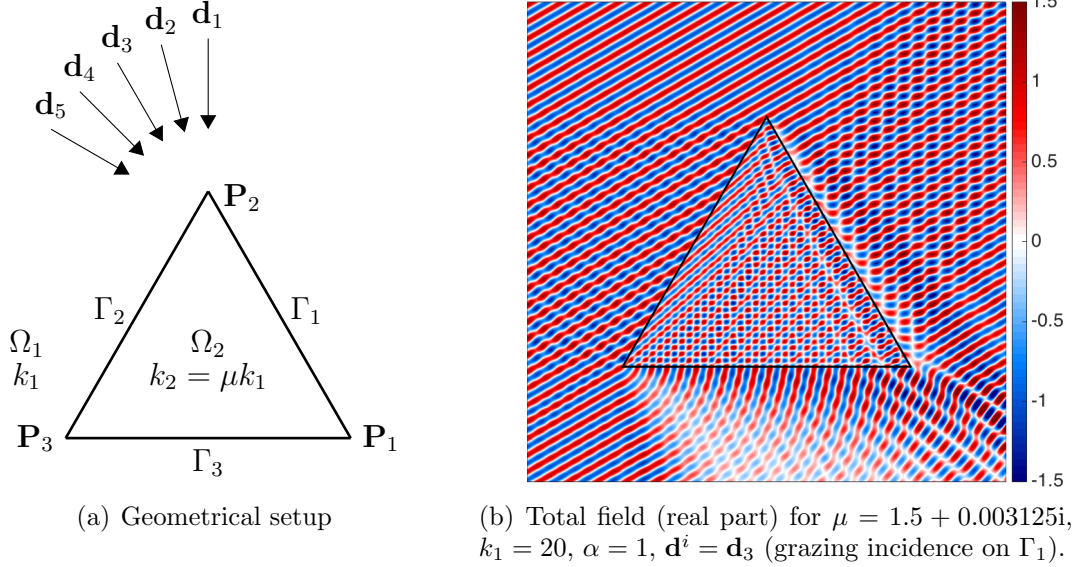 d₁
d₂
d₃
d₄
d₅
P₂
Γ₂
Γ₁
Ω₁
k₁
Ω₂
k₂ = μk₁
P₃
P₁
Γ₃
(a) Geometrical setup
1.5
1
0.5
0
-0.5
-1
-1.5
(b) Total field (real part) for μ = 1.5 + 0.003125i,
k₁ = 20, α = 1, dⁱ = d₃ (grazing incidence on Γ₁).